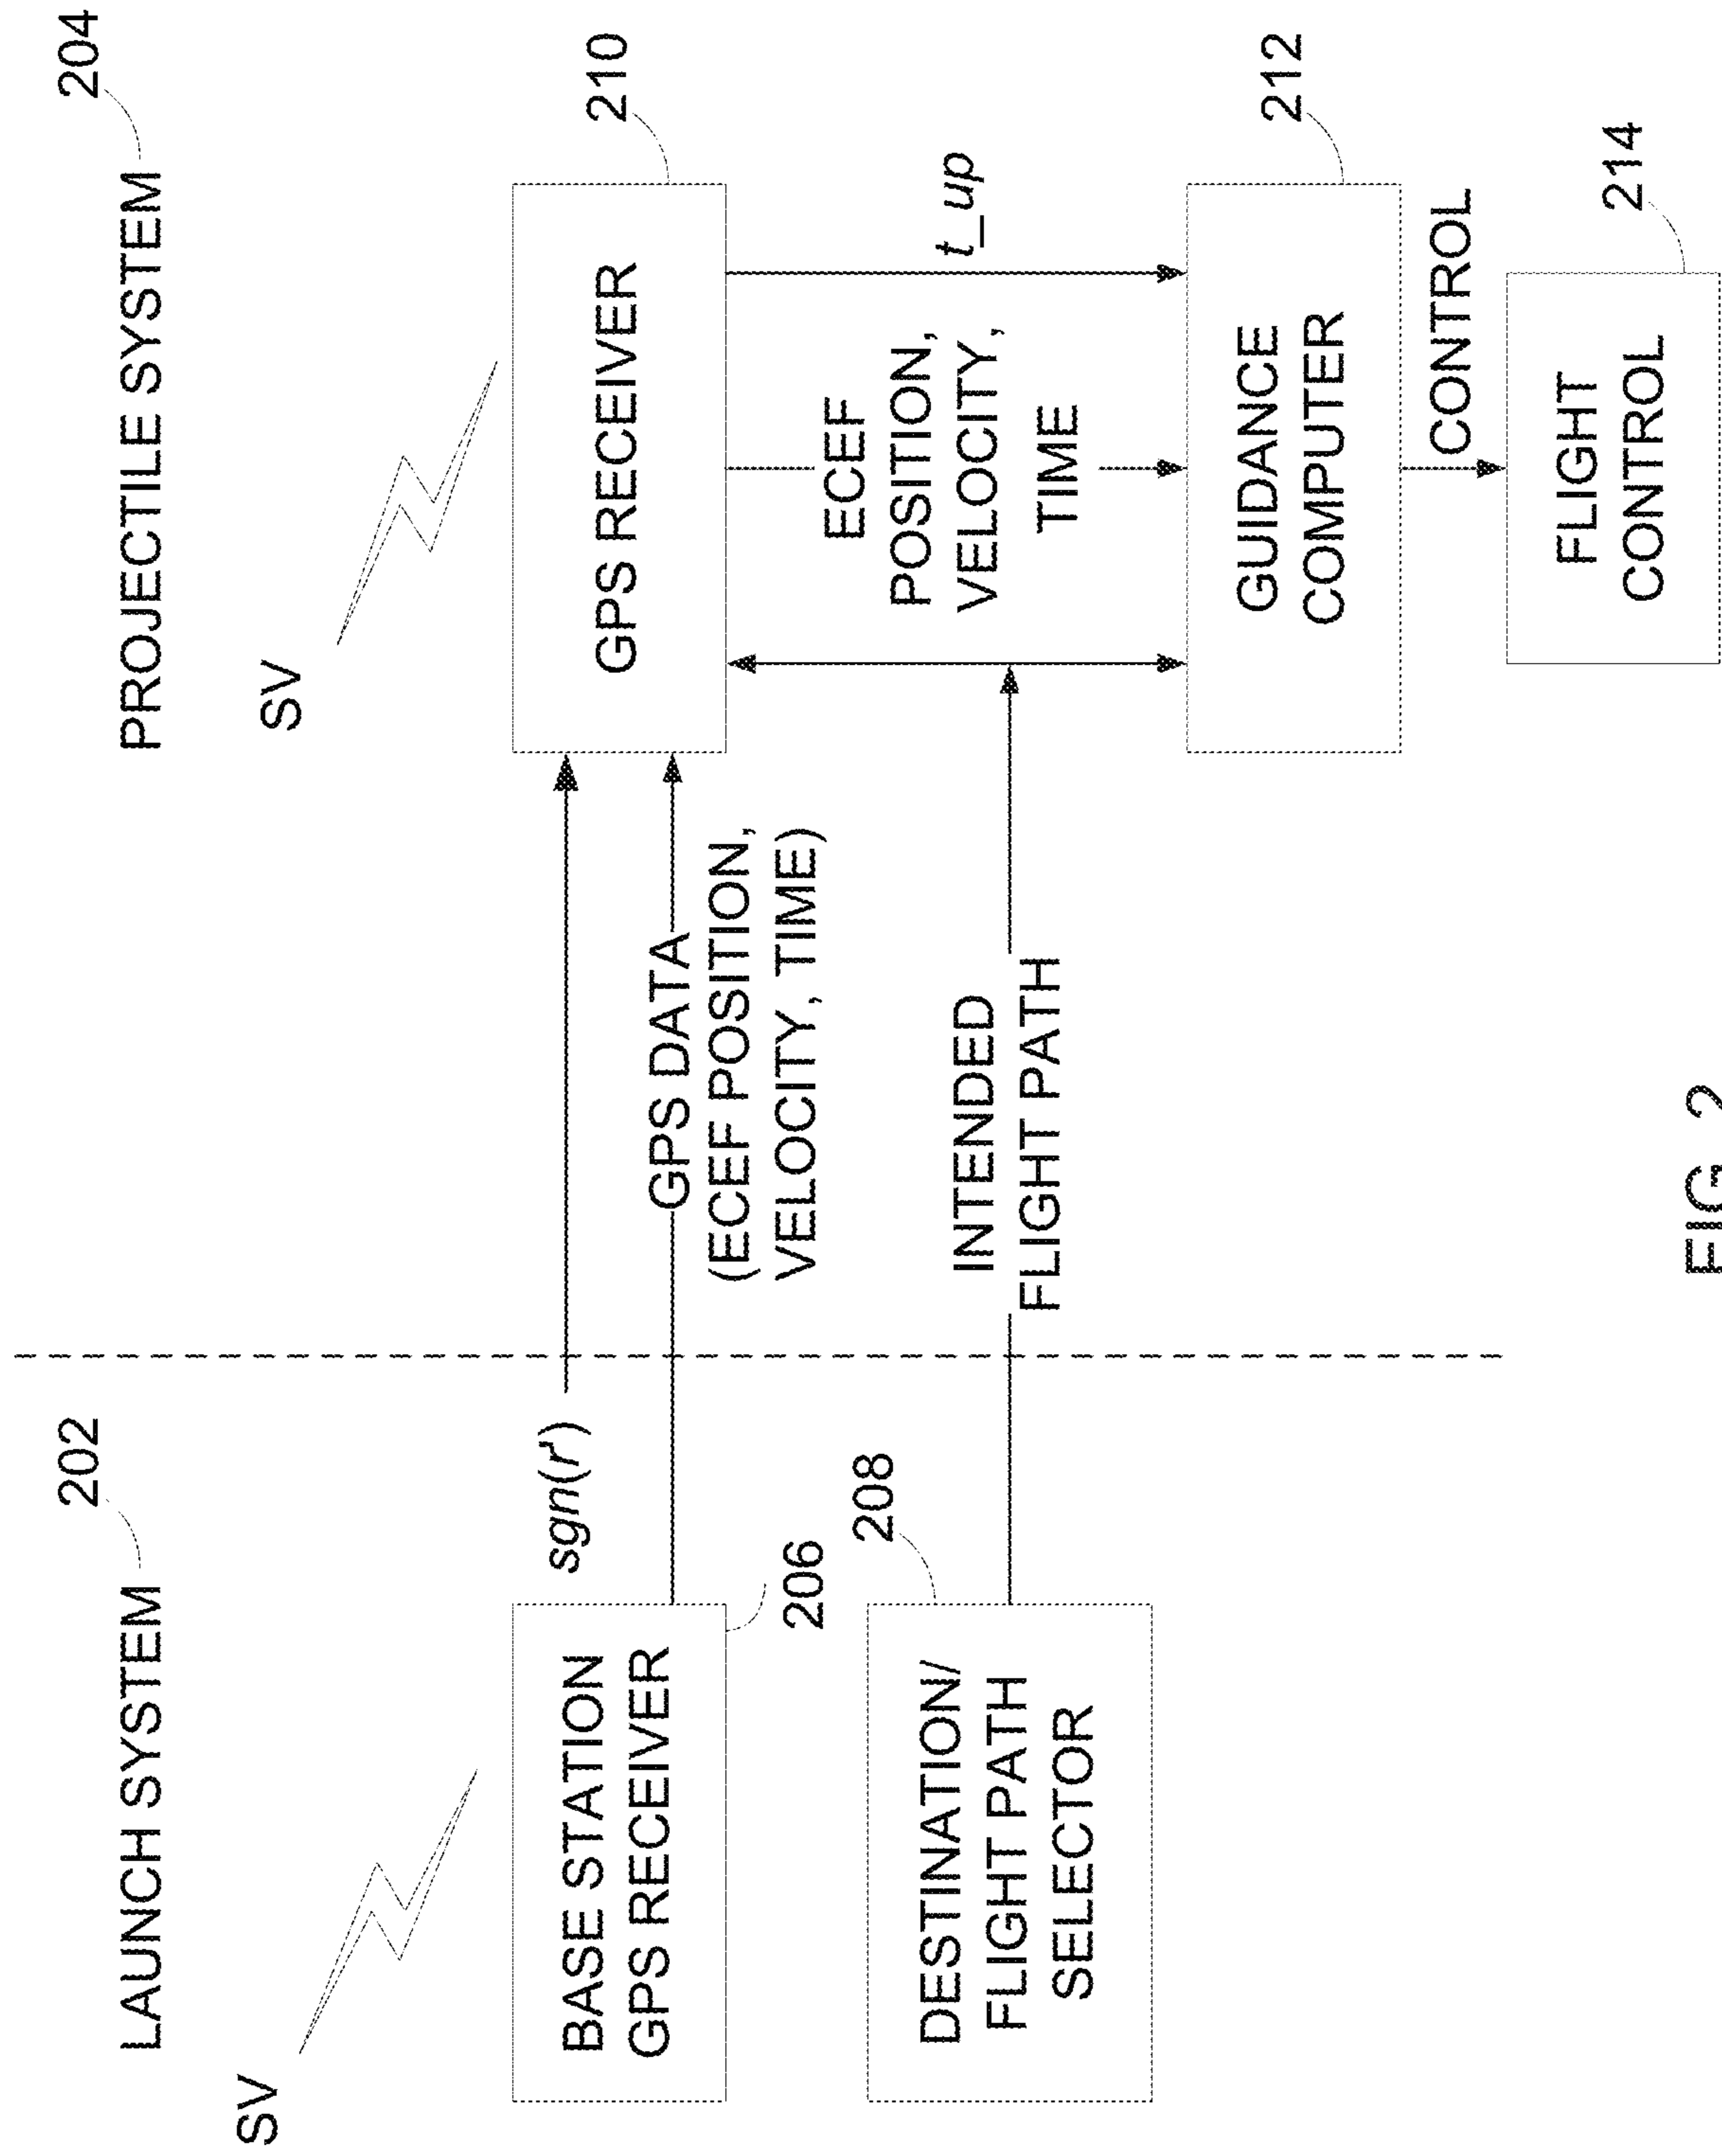 LAUNCH SYSTEM
202
PROJECTILE SYSTEM
204
SV
SV
BASE STATION
GPS RECEIVER
206
sgn(r')
GPS DATA
(ECEF POSITION,
VELOCITY, TIME)
GPS RECEIVER
210
DESTINATION/
FLIGHT PATH
SELECTOR
208
INTENDED
FLIGHT PATH
ECEF
POSITION,
VELOCITY,
TIME
t_up
GUIDANCE
COMPUTER
212
CONTROL
FLIGHT
CONTROL
214
FIG. 2